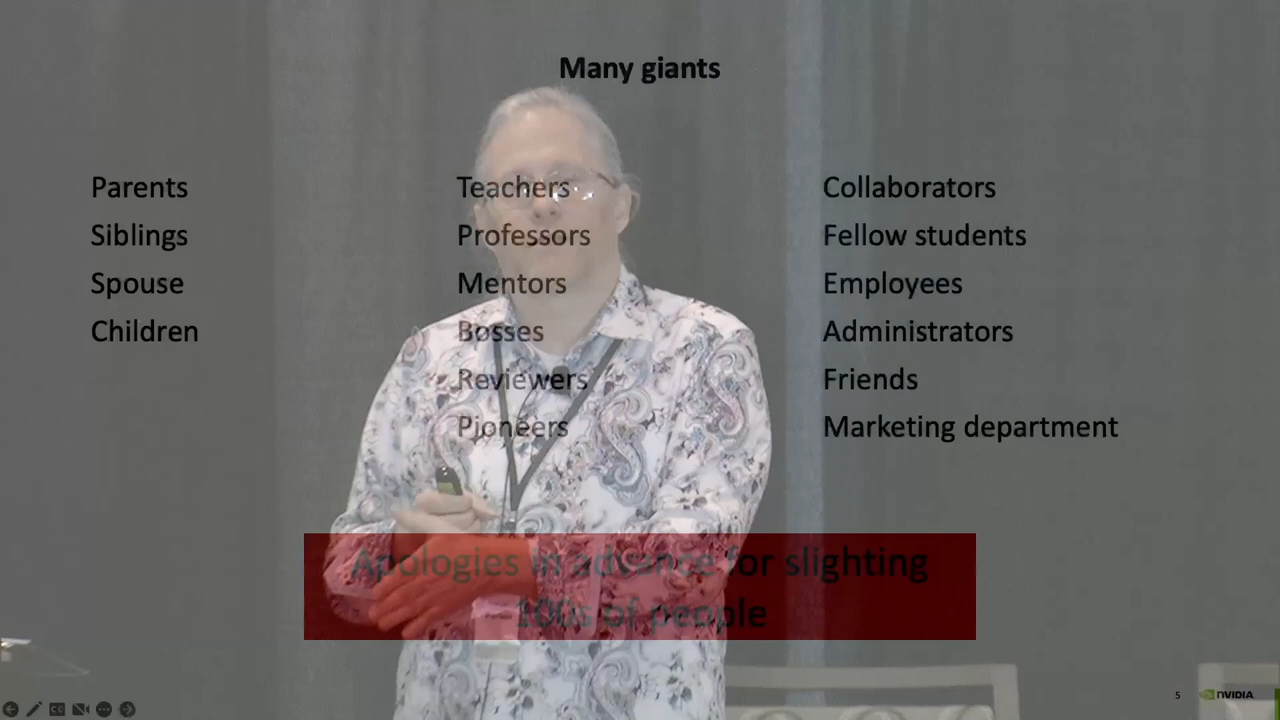 Many giants
Parents
Siblings
Spouse
Children
Teachers
Professors
Mentors
Bosses
Reviewers
Pioneers
Collaborators
Fellow students
Employees
Administrators
Friends
Marketing department
Apologies in advance for slighting
100s of people
5
NVIDIA